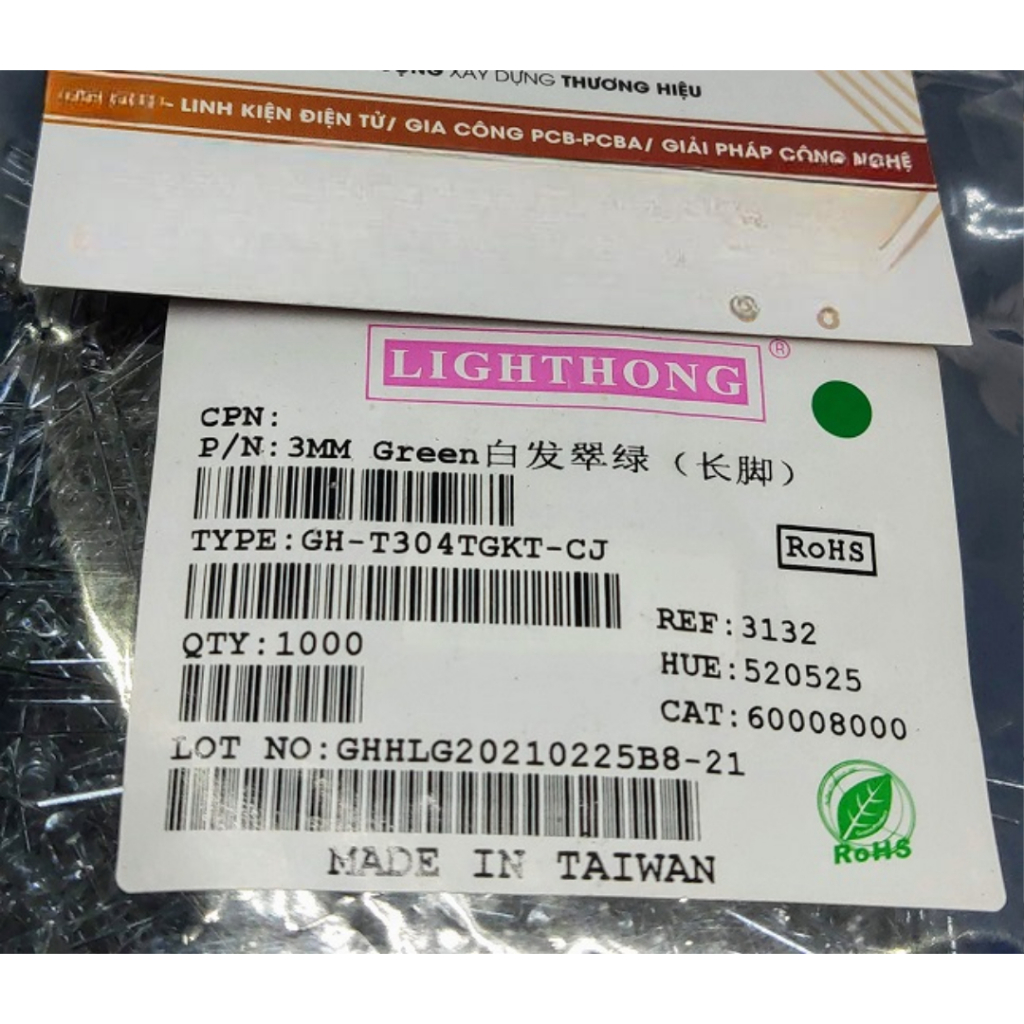 XÂY DỰNG THƯƠNG HIỆU
- LINH KIỆN ĐIỆN TỬ/ GIA CÔNG PCB-PCBA/ GIẢI PHÁP CÔNG NGHỆ
LIGHTHONG ®
CPN:
P/N:3MM Green白发翠绿（长脚）
TYPE:GH-T304TGKT-CJ
RoHS
REF:3132
QTY:1000
HUE:520525
CAT:60008000
LOT NO:GHHLG20210225B8-21
RoHS
MADE IN TAIWAN